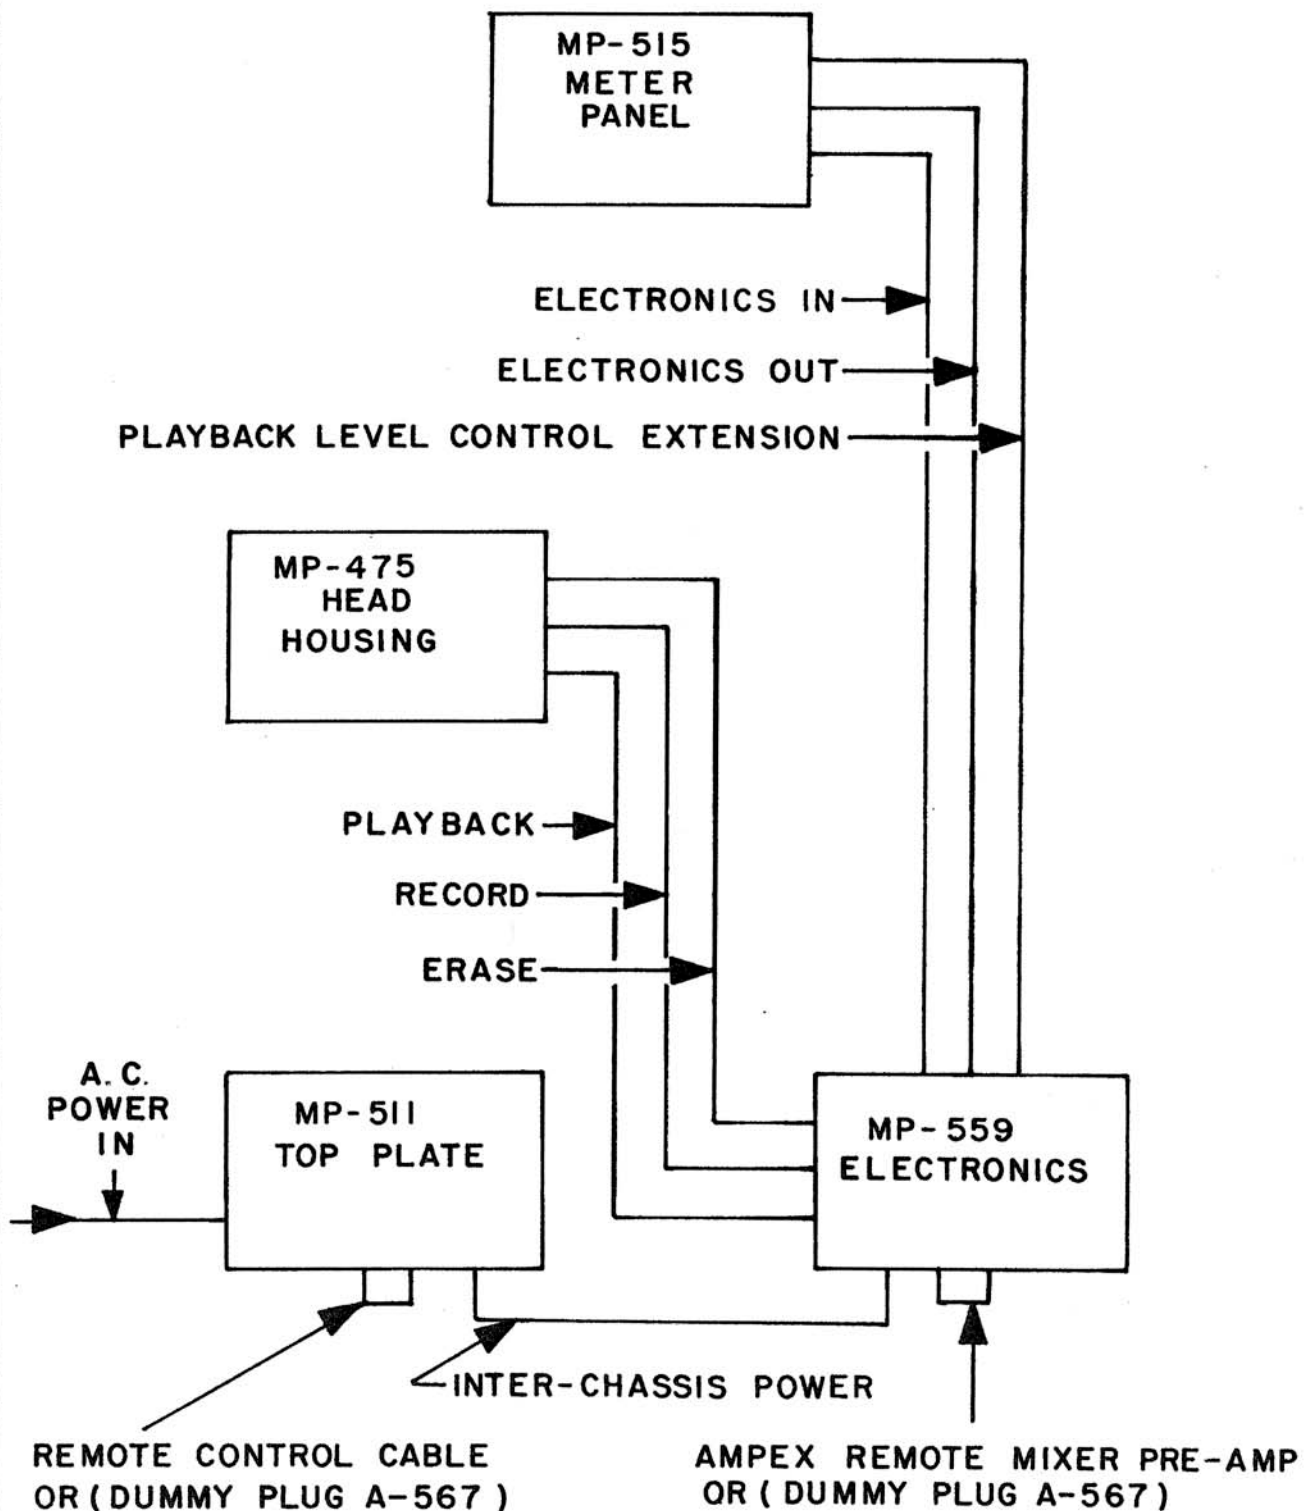 MP-515
METER
PANEL
ELECTRONICS IN
ELECTRONICS OUT
PLAYBACK LEVEL CONTROL EXTENSION
MP-475
HEAD
HOUSING
PLAYBACK
RECORD
ERASE
A.C.
POWER
IN
MP-511
TOP PLATE
MP-559
ELECTRONICS
INTER-CHASSIS POWER
REMOTE CONTROL CABLE
OR (DUMMY PLUG A-567)
AMPEX REMOTE MIXER PRE-AMP
OR (DUMMY PLUG A-567)